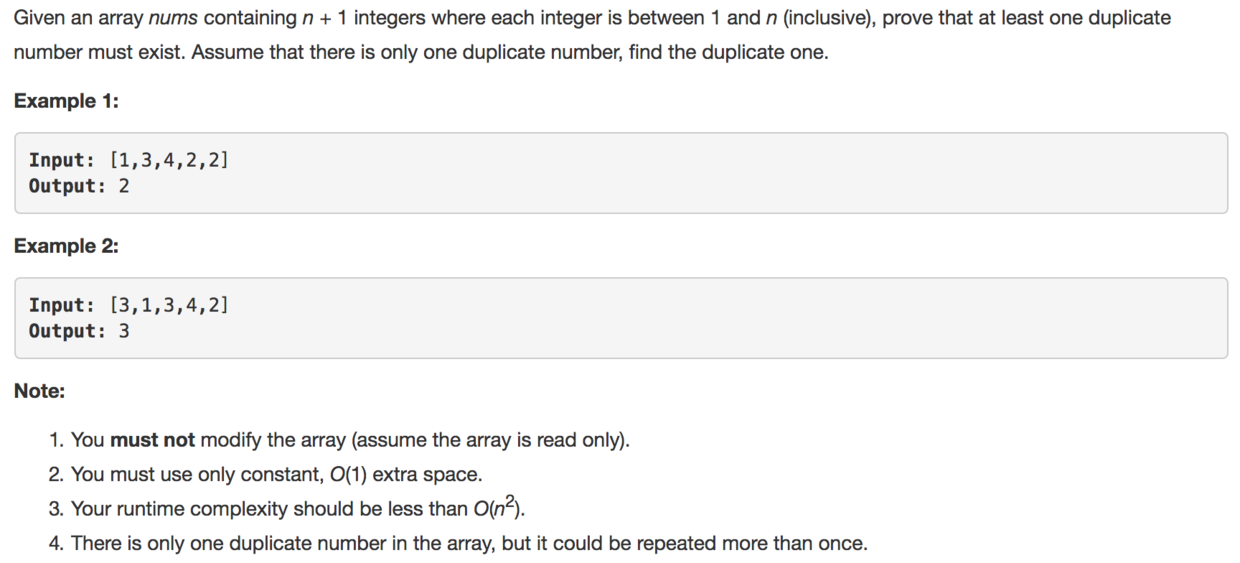 Given an array nums containing n + 1 integers where each integer is between 1 and n (inclusive), prove that at least one duplicate
number must exist. Assume that there is only one duplicate number, find the duplicate one.
Example 1:
Input: [1,3,4,2,2]
Output: 2
Example 2:
Input: [3,1,3,4,2]
Output: 3
Note:
1. You must not modify the array (assume the array is read only).
2. You must use only constant, O(1) extra space.
3. Your runtime complexity should be less than O(n²).
4. There is only one duplicate number in the array, but it could be repeated more than once.